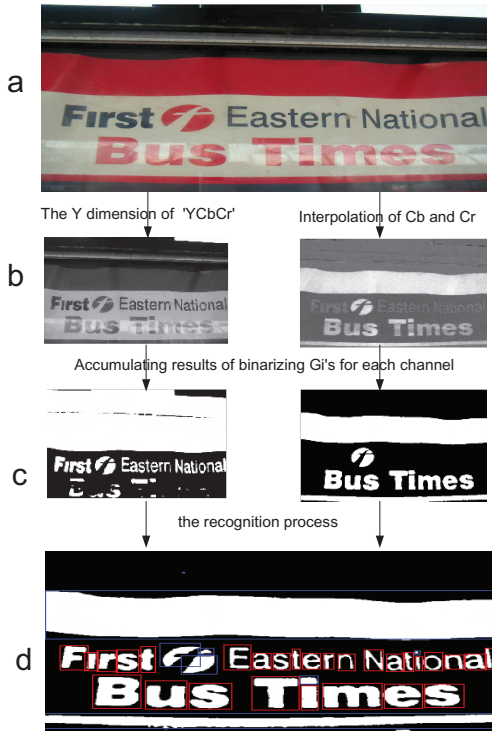 a
First Eastern National
Bus Times
The Y dimension of 'YCbCr'
Interpolation of Cb and Cr
b
First Eastern National
Bus Times
First Eastern National
Bus Times
Accumulating results of binarizing Gi's for each channel
c
First Eastern National
Bus Times
the recognition process
d
First Eastern National
Bus Times